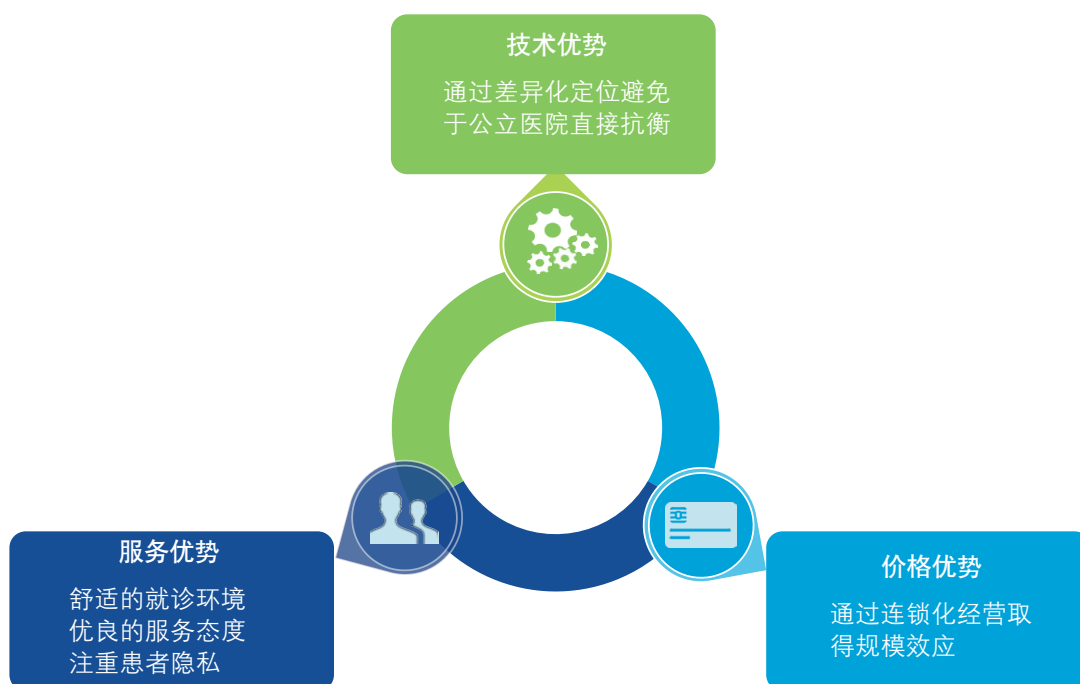 技术优势
通过差异化定位避免
于公立医院直接抗衡
服务优势
舒适的就诊环境
优良的服务态度
注重患者隐私
价格优势
通过连锁化经营取
得规模效应